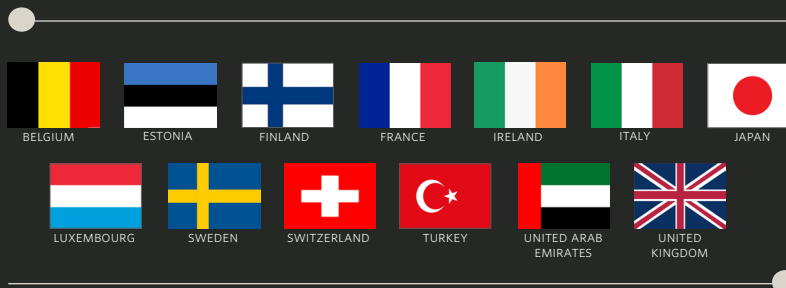 BELGIUM
ESTONIA
FINLAND
FRANCE
IRELAND
ITALY
JAPAN
LUXEMBOURG
SWEDEN
SWITZERLAND
TURKEY
UNITED ARAB
EMIRATES
UNITED
KINGDOM